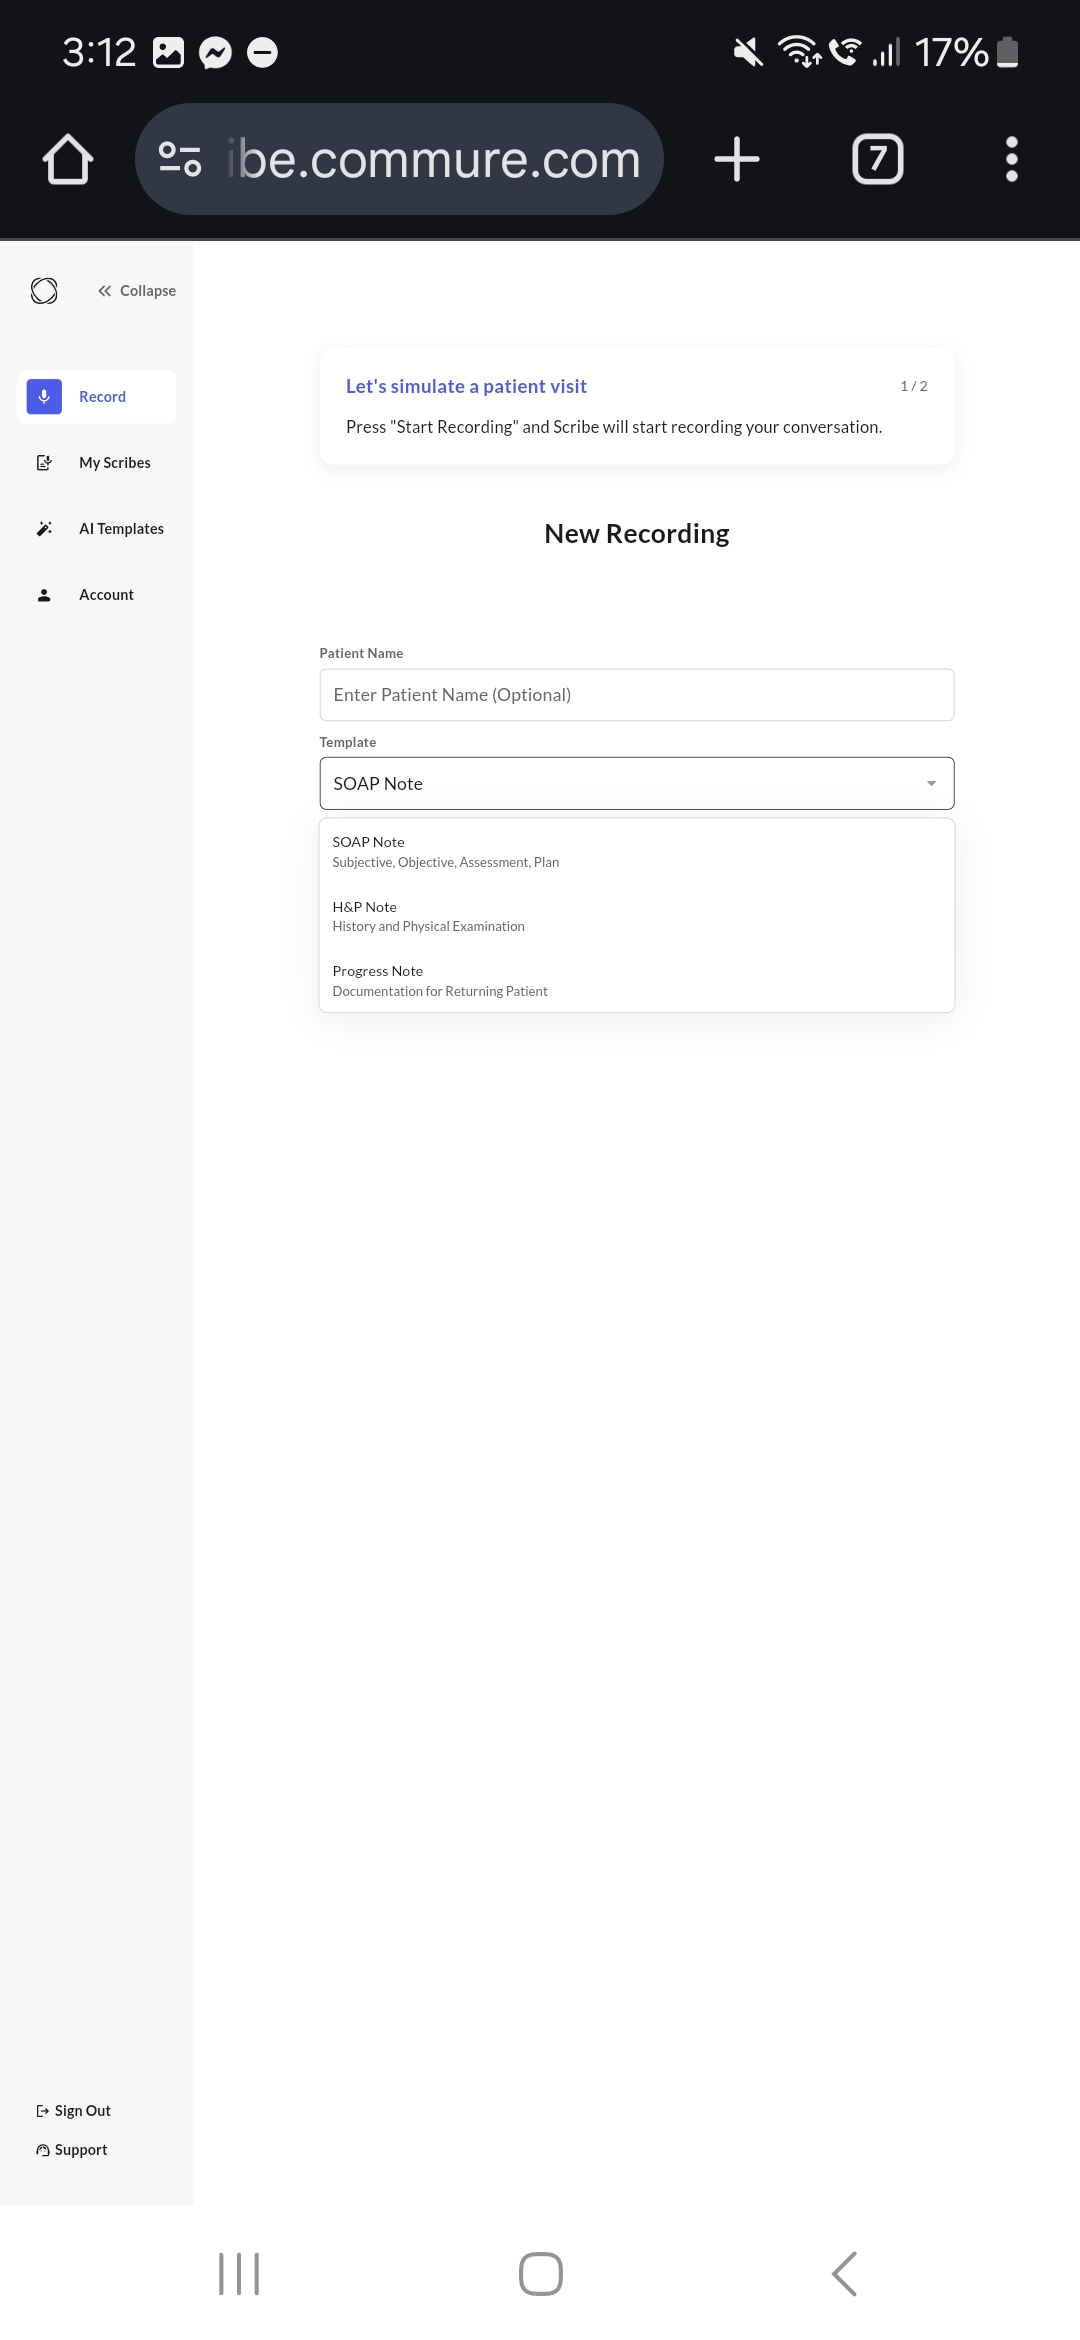 3:12
17%
ibe.commure.com
7
Collapse
Record
My Scribes
AI Templates
Account
Let's simulate a patient visit
1 / 2
Press "Start Recording" and Scribe will start recording your conversation.
New Recording
Patient Name
Enter Patient Name (Optional)
Template
SOAP Note
SOAP Note
Subjective, Objective, Assessment, Plan
H&P Note
History and Physical Examination
Progress Note
Documentation for Returning Patient
Sign Out
Support